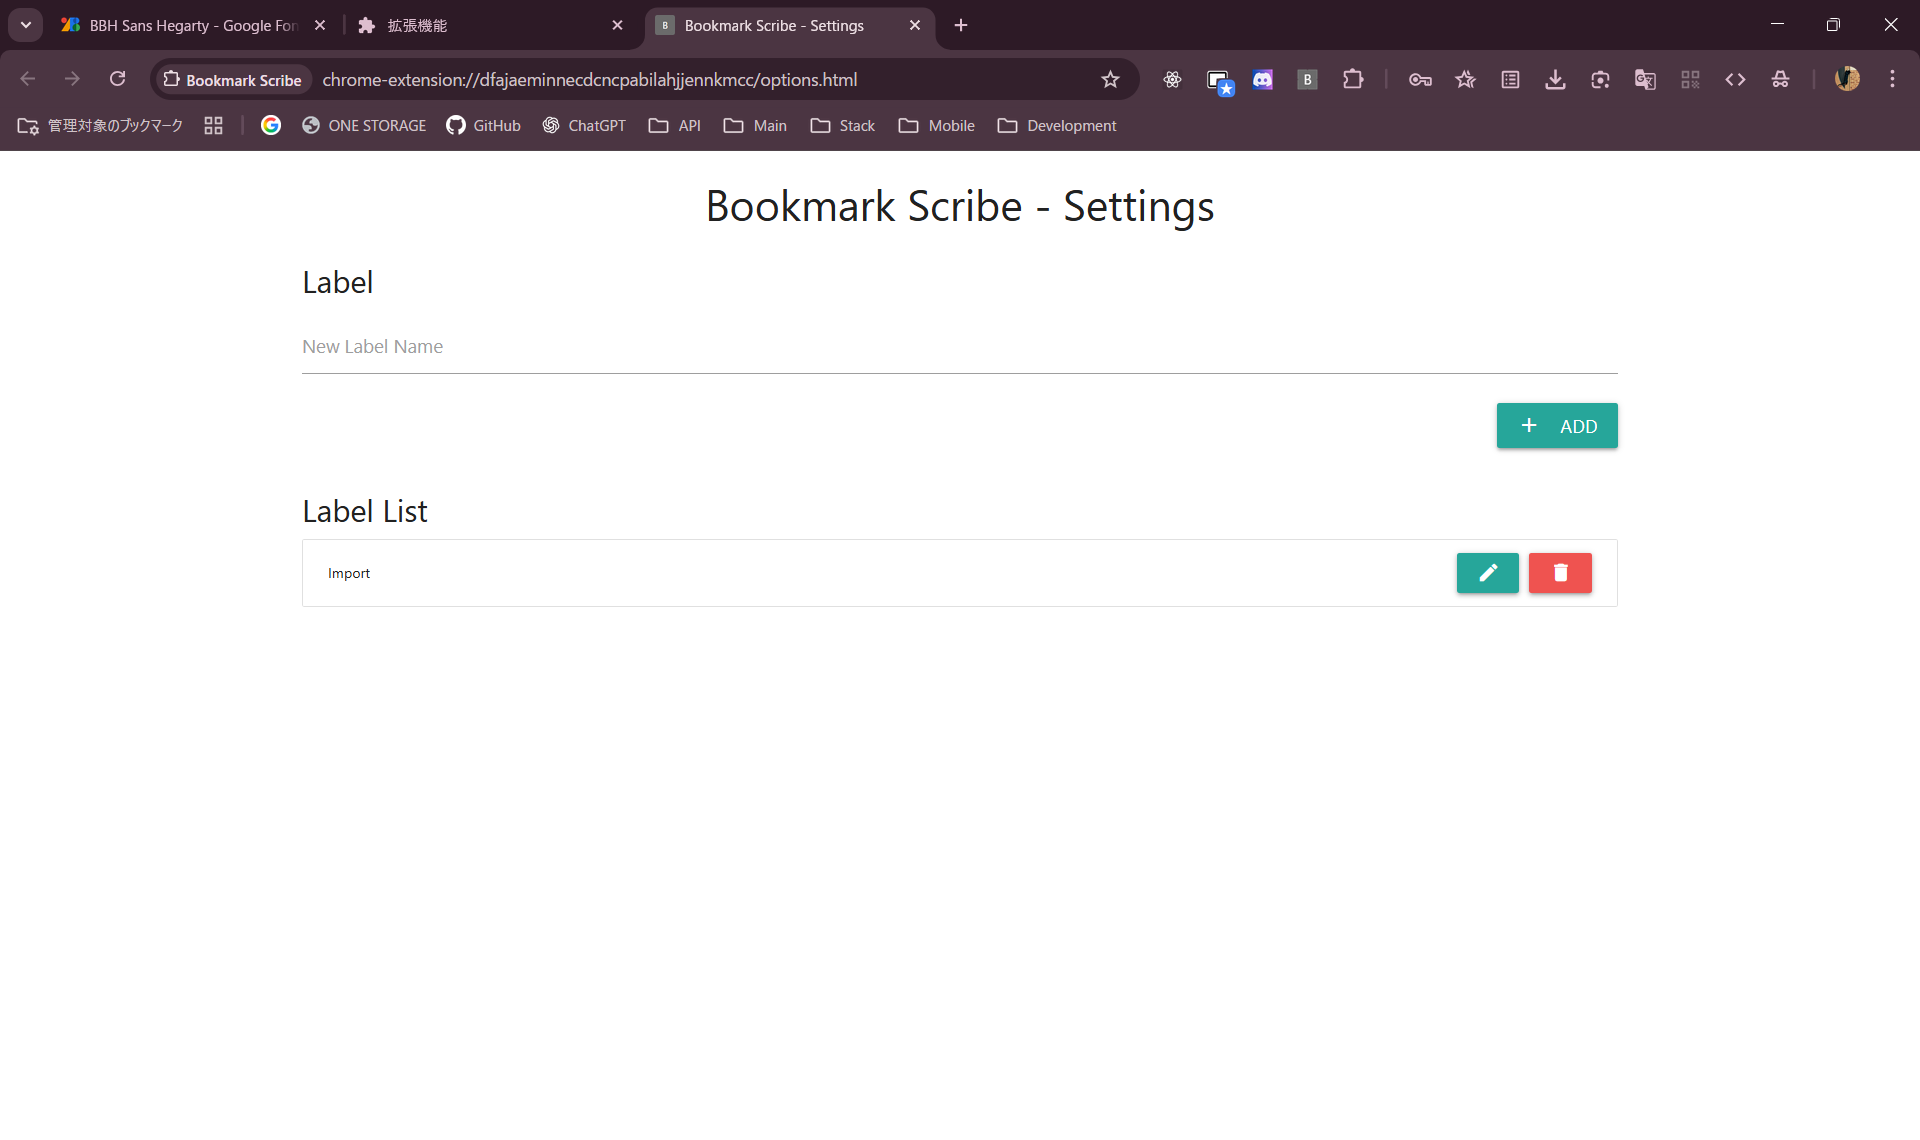 BBH Sans Hegarty - Google Fon
拡張機能
B Bookmark Scribe - Settings
Bookmark Scribe
chrome-extension://dfajaeminnecdcncpabilahjjennkmcc/options.html
B
管理対象のブックマーク
ONE STORAGE
GitHub
ChatGPT
API
Main
Stack
Mobile
Development
Bookmark Scribe - Settings
Label
New Label Name
ADD
Label List
Import